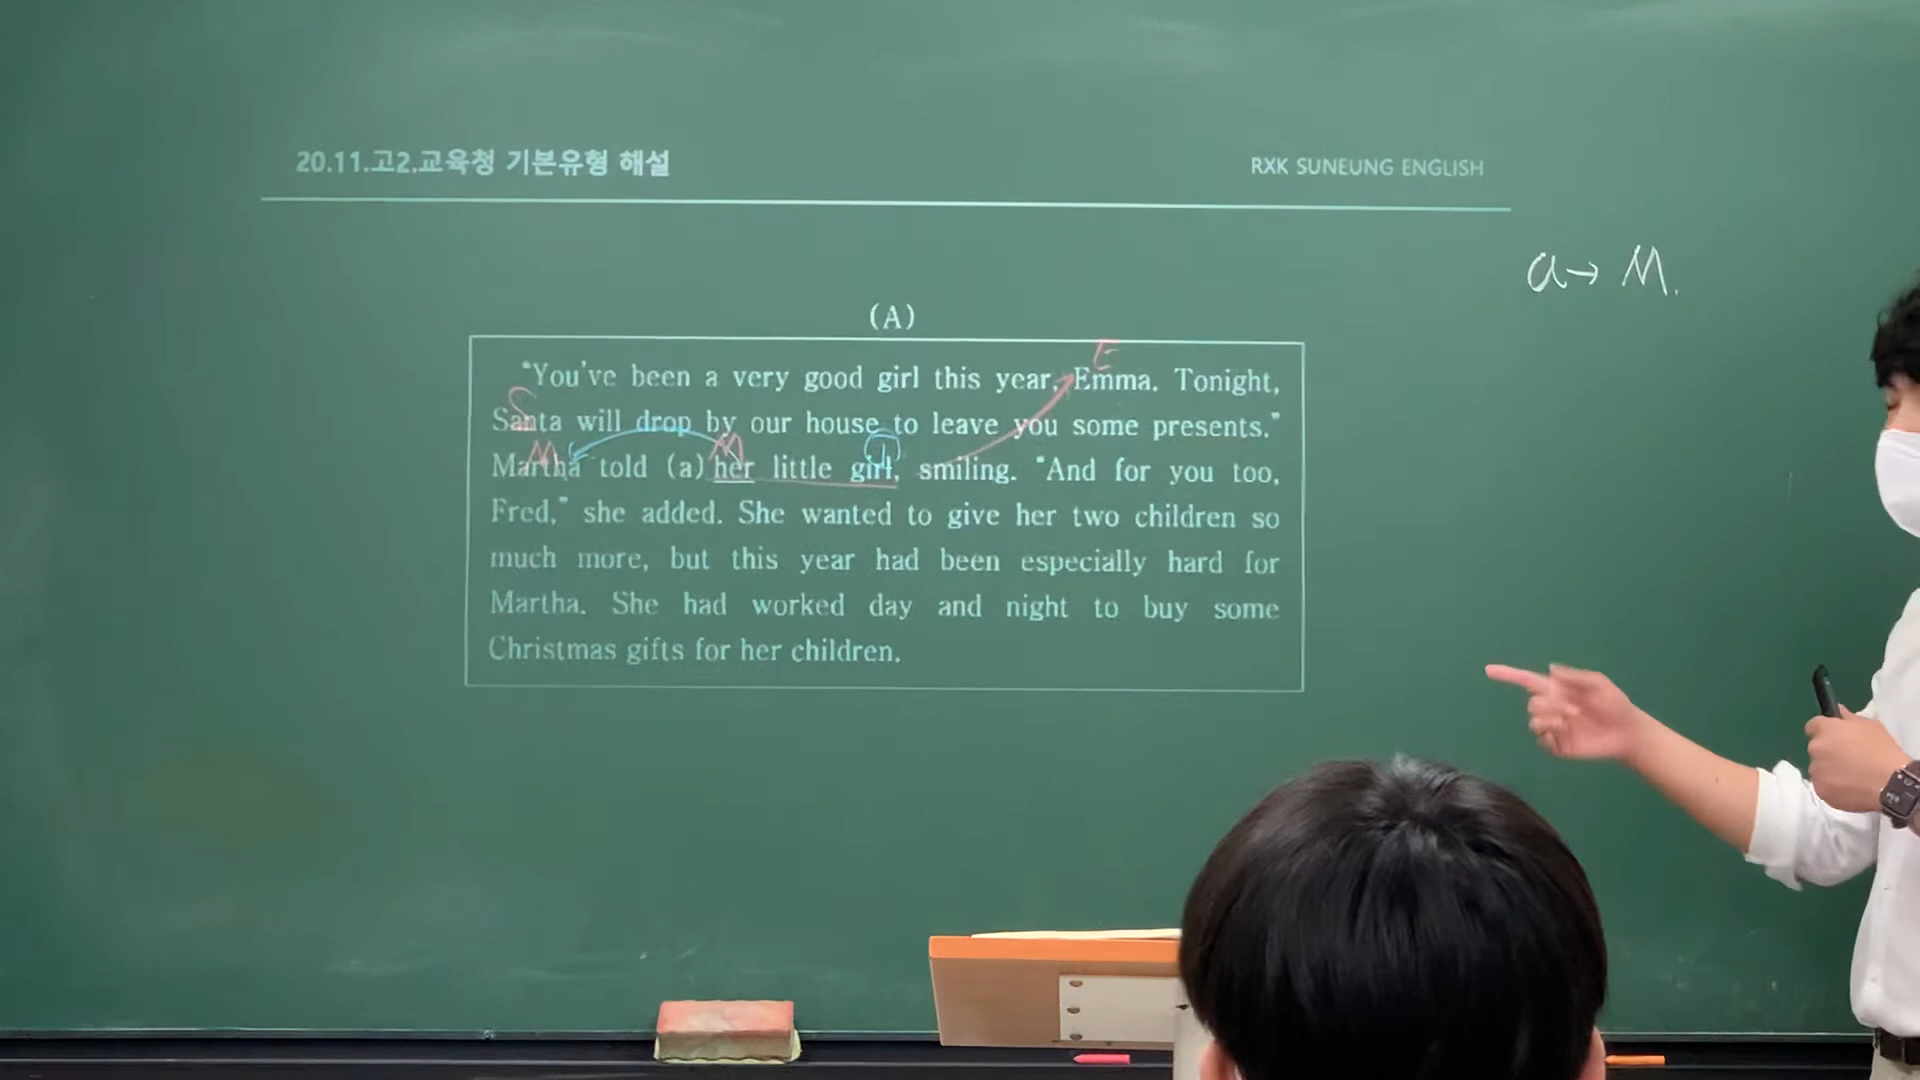 20.11.고2.교육청 기본유형 해설
RXK SUNEUNG ENGLISH
a→ M.
(A)
E
"You've been a very good girl this year, Emma. Tonight,
S
Santa will drop by our house to leave you some presents."
M M
Martha told (a) her little girl, smiling. "And for you too,
Fred," she added. She wanted to give her two children so
much more, but this year had been especially hard for
Martha. She had worked day and night to buy some
Christmas gifts for her children.